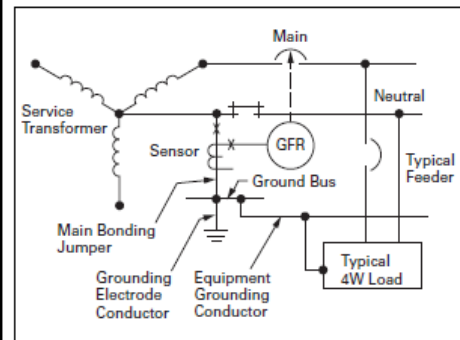 Main
Neutral
Service
Transformer
Sensor
GFR
Typical
Feeder
Ground Bus
Main Bonding
Jumper
Grounding
Electrode
Conductor
Equipment
Grounding
Conductor
Typical
4W Load